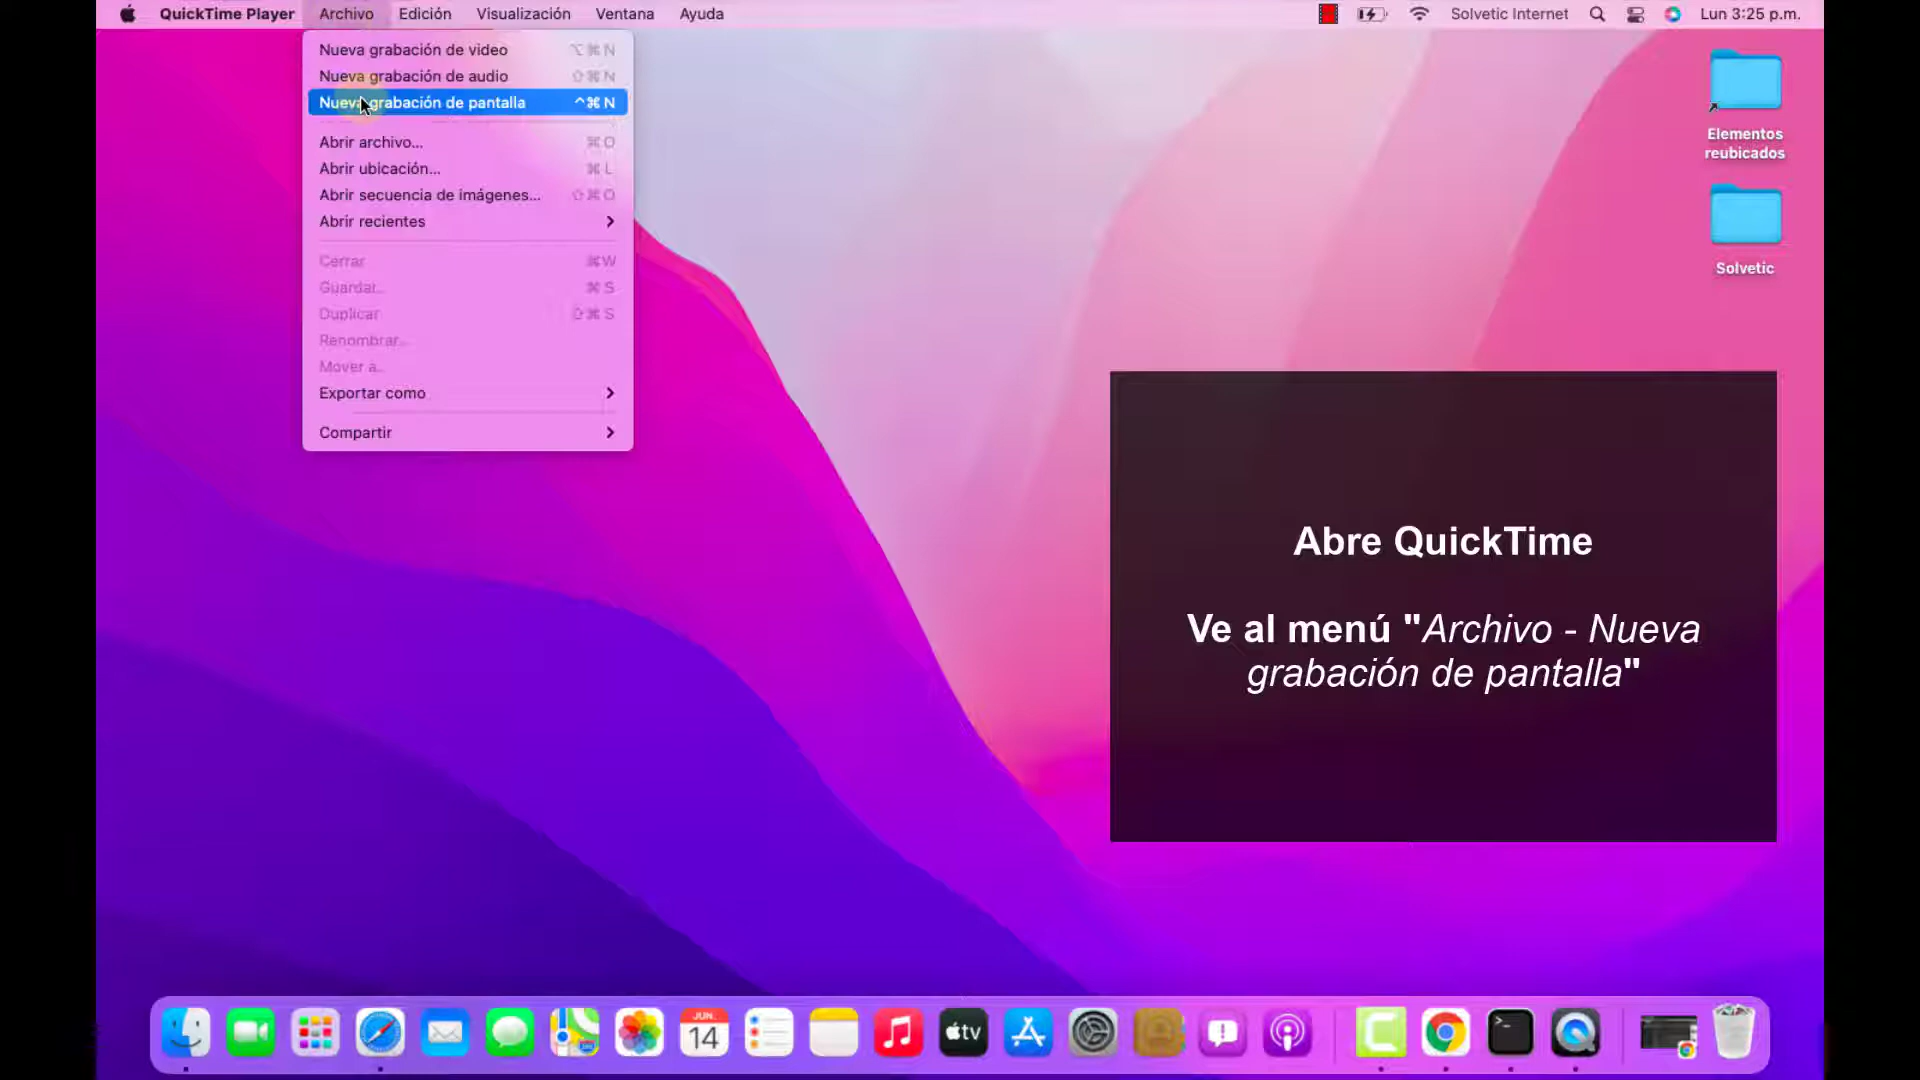 QuickTime Player Archivo Edición Visualización Ventana Ayuda Solvetic Internet Lun 3:25 p.m.
Nueva grabación de video ⌥⌘N
Nueva grabación de audio ⇧⌘N
Nueva grabación de pantalla ^⌘N
Abrir archivo... ⌘O
Abrir ubicación... ⌘L
Abrir secuencia de imágenes... ⇧⌘O
Abrir recientes
Cerrar ⌘W
Guardar... ⌘S
Duplicar ⇧⌘S
Renombrar...
Mover a...
Exportar como
Compartir
Elementos
reubicados
Solvetic
Abre QuickTime
Ve al menú "Archivo - Nueva
grabación de pantalla"
JUN.
14
tv